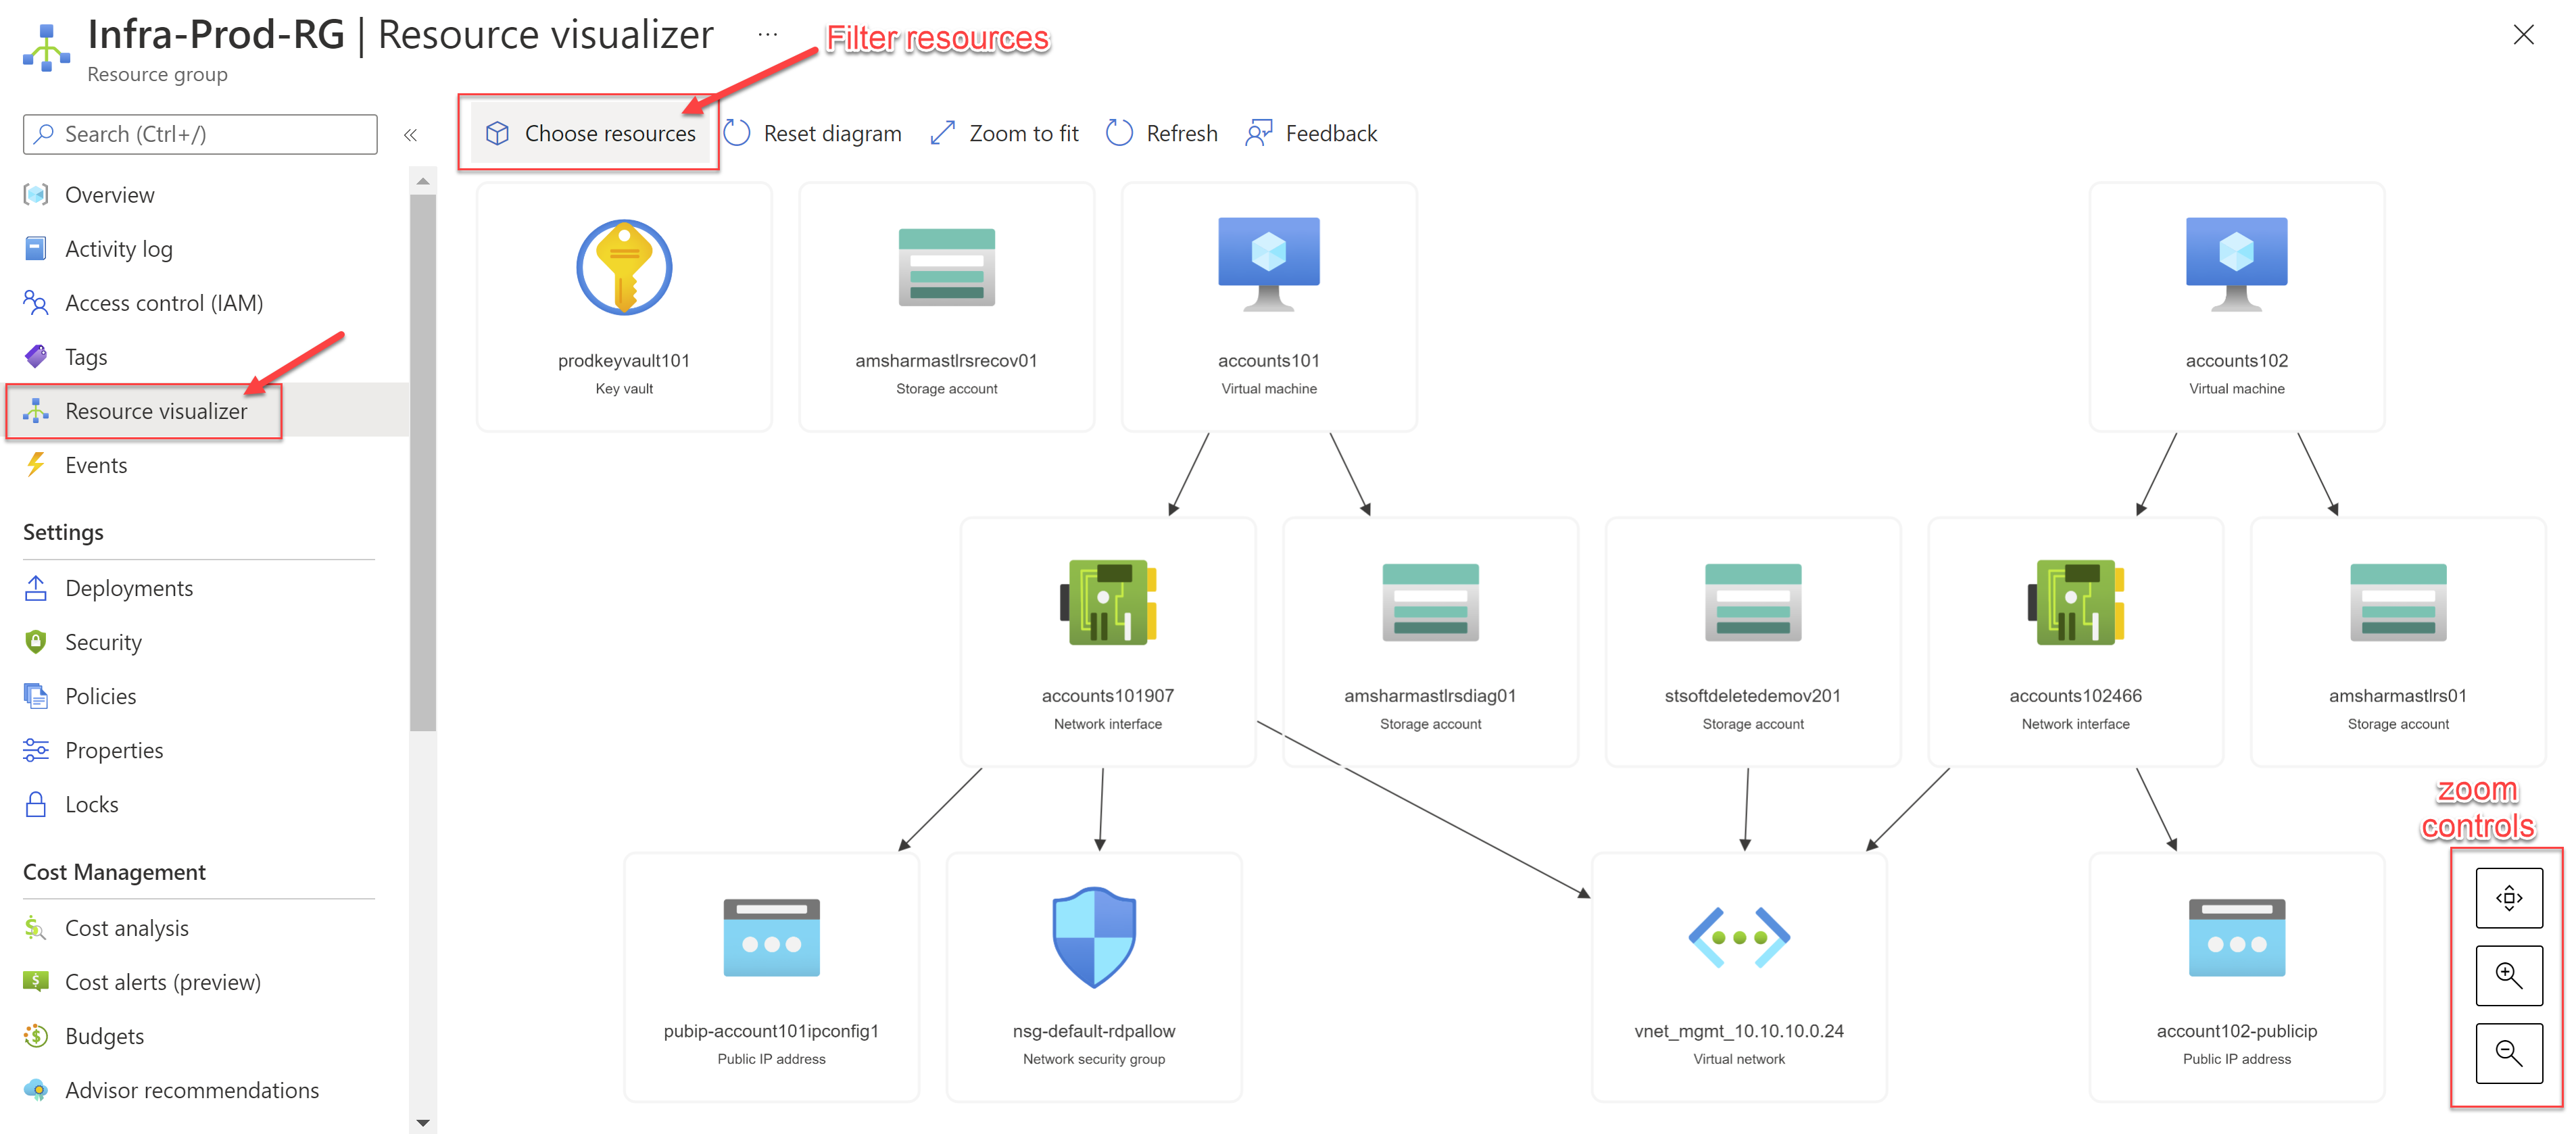 Infra-Prod-RG | Resource visualizer ...
Resource group
Filter resources
Search (Ctrl+/)
«
Choose resources
Reset diagram
Zoom to fit
Refresh
Feedback
Overview
Activity log
Access control (IAM)
Tags
Resource visualizer
Events
Settings
Deployments
Security
Policies
Properties
Locks
Cost Management
Cost analysis
Cost alerts (preview)
Budgets
Advisor recommendations
prodkeyvault101
Key vault
amsharmastlrsrecov01
Storage account
accounts101
Virtual machine
accounts102
Virtual machine
accounts101907
Network interface
amsharmastlrsdiag01
Storage account
stsoftdeletedemov201
Storage account
accounts102466
Network interface
amsharmastlrs01
Storage account
pubip-account101ipconfig1
Public IP address
nsg-default-rdpallow
Network security group
vnet_mgmt_10.10.10.0.24
Virtual network
account102-publicip
Public IP address
zoom
controls